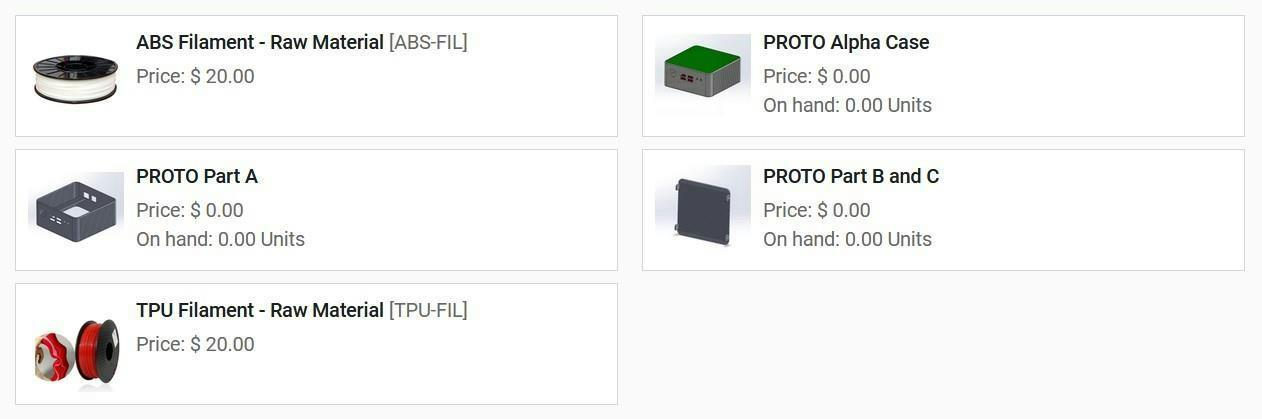 ABS Filament - Raw Material [ABS-FIL]
Price: $ 20.00
PROTO Alpha Case
Price: $ 0.00
On hand: 0.00 Units
PROTO Part A
Price: $ 0.00
On hand: 0.00 Units
PROTO Part B and C
Price: $ 0.00
On hand: 0.00 Units
TPU Filament - Raw Material [TPU-FIL]
Price: $ 20.00